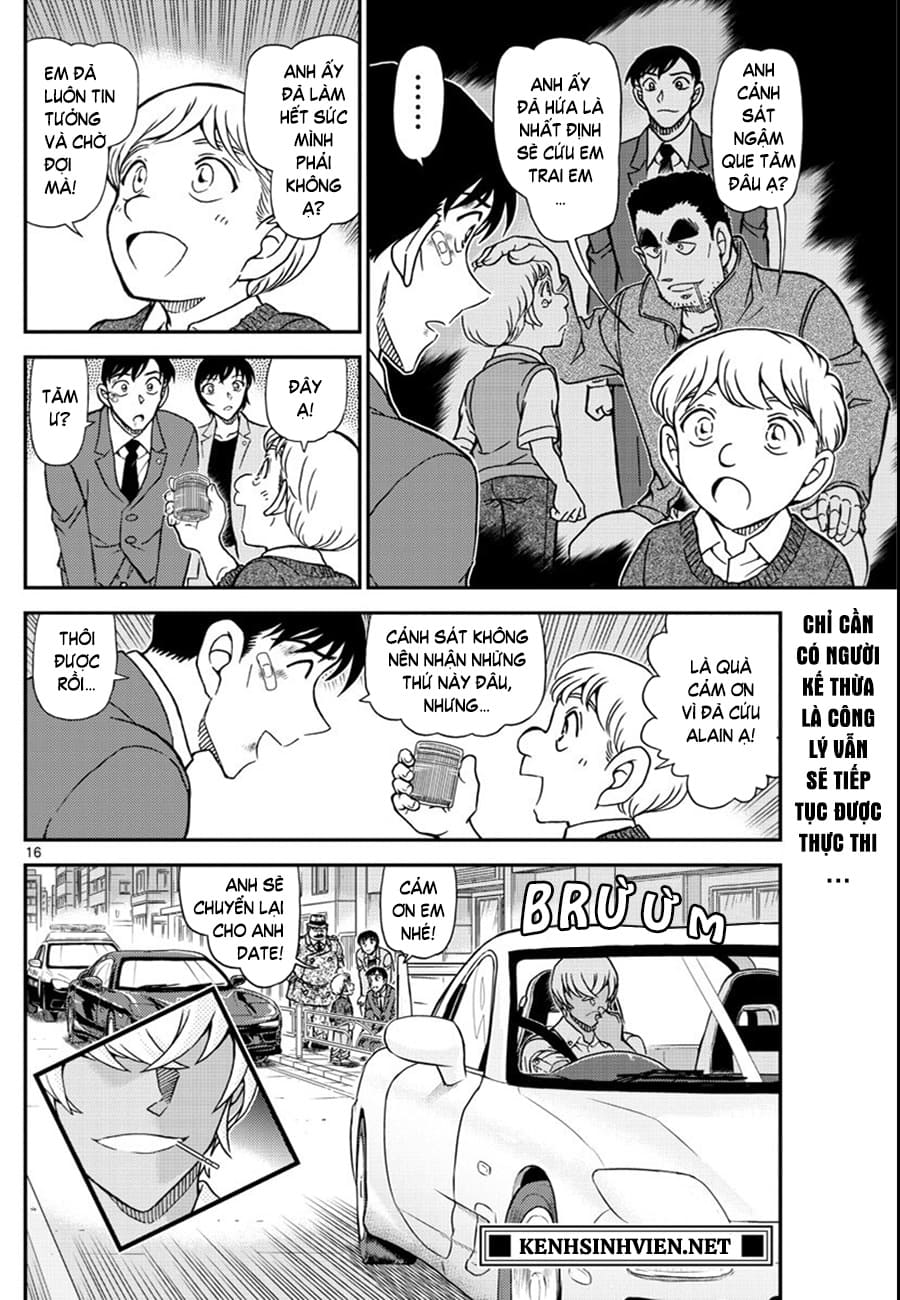 ANH
CẢNH
SÁT
NGẬM
QUE TĂM
ĐÂU Ạ?
ANH ẤY
ĐÃ HỨA LÀ
NHẤT ĐỊNH
SẼ CỨU EM
TRAI EM
...
......
ANH ẤY
ĐÃ LÀM
HẾT SỨC
MÌNH
PHẢI
KHÔNG
Ạ?
EM ĐÃ
LUÔN TIN
TƯỞNG
VÀ CHỜ
ĐỢI
MÀ!
ĐÂY
Ạ!
TĂM
Ư?
LÀ QUÀ
CẢM ƠN
VÌ ĐÃ CỨU
ALAIN Ạ!
CẢNH SÁT KHÔNG
NÊN NHẬN NHỮNG
THỨ NÀY ĐÂU,
NHƯNG...
THÔI
ĐƯỢC
RỒI...
CHỈ CẦN
CÓ NGƯỜI
KẾ THỪA
LÀ CÔNG
LÝ VẪN
SẼ TIẾP
TỤC ĐƯỢC
THỰC THI
...
16
BRỪỪM
CẢM
ƠN EM
NHÉ!
ANH SẼ
CHUYỂN LẠI
CHO ANH
DATE!
KENHSINHVIEN.NET